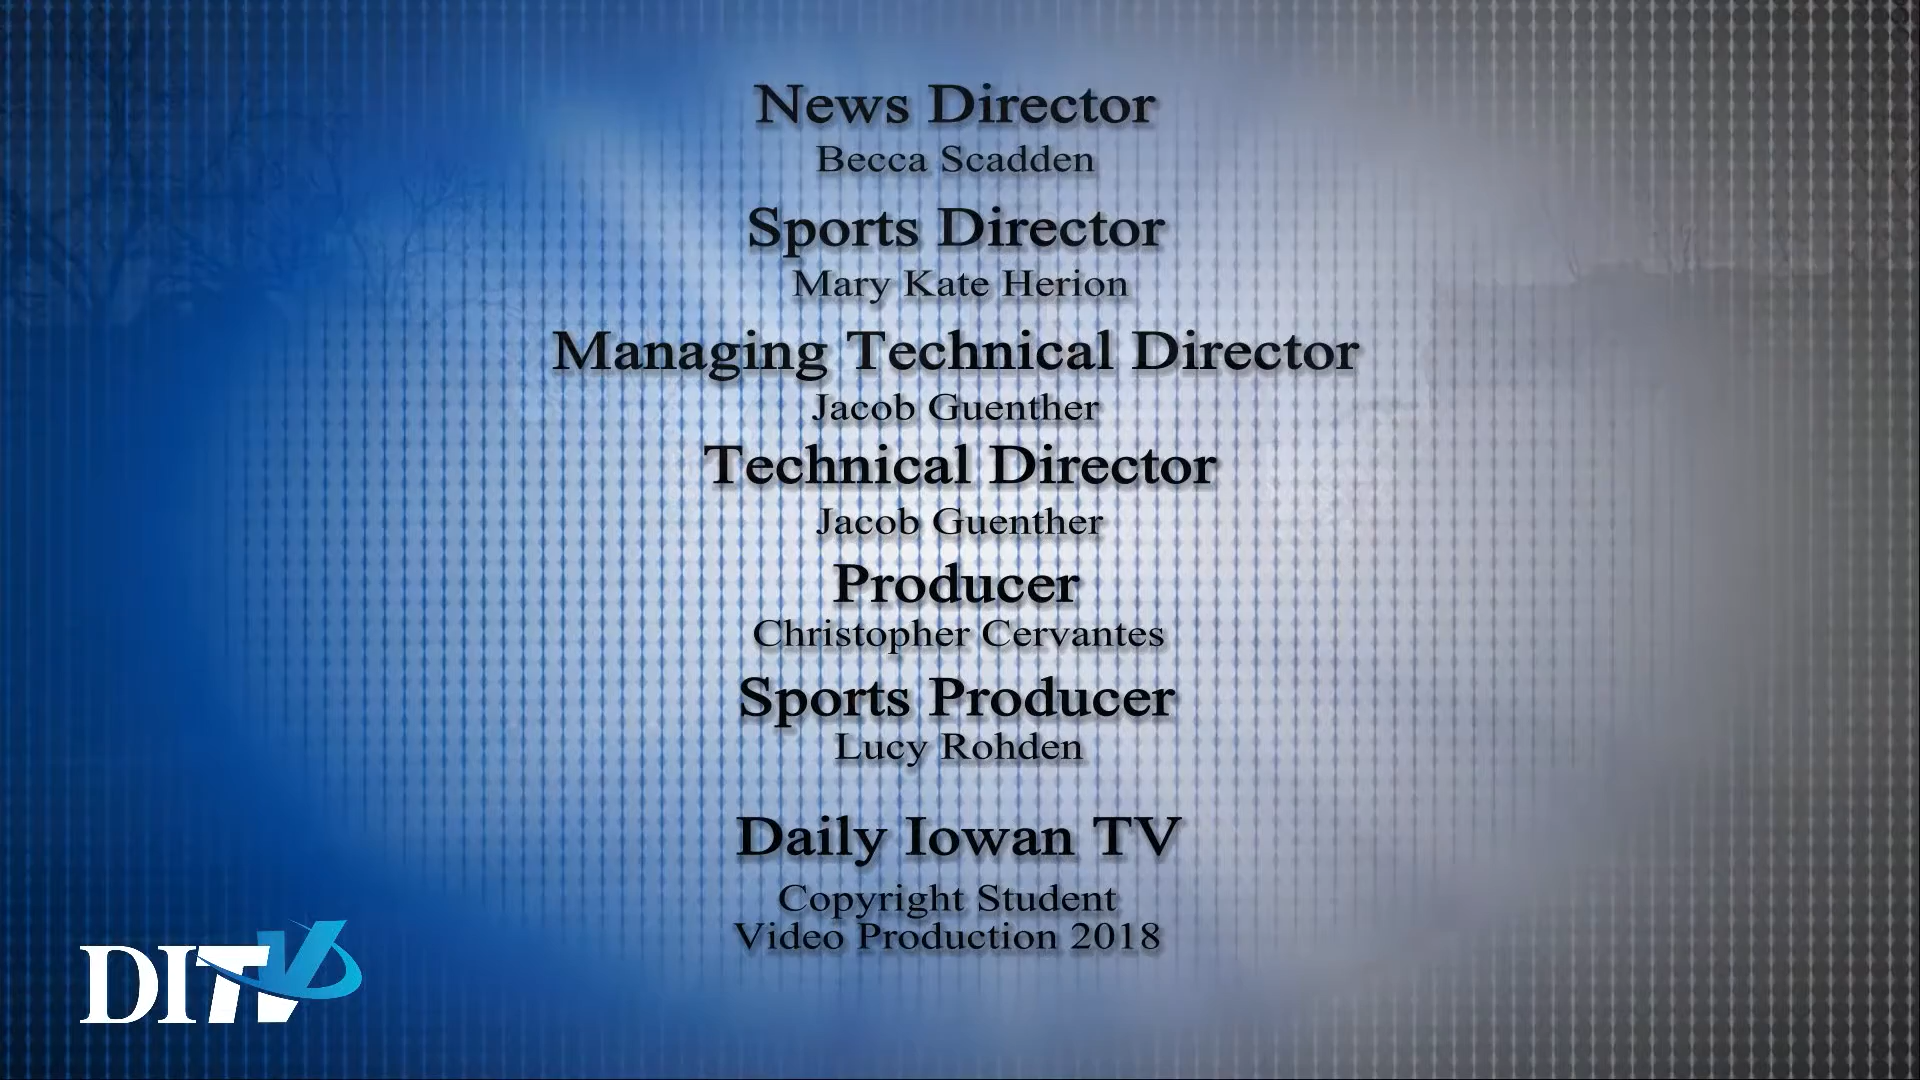 News Director
Becca Scadden
Sports Director
Mary Kate Herion
Managing Technical Director
Jacob Guenther
Technical Director
Jacob Guenther
Producer
Christopher Cervantes
Sports Producer
Lucy Rohden
Daily Iowan TV
Copyright Student
Video Production 2018
DITV